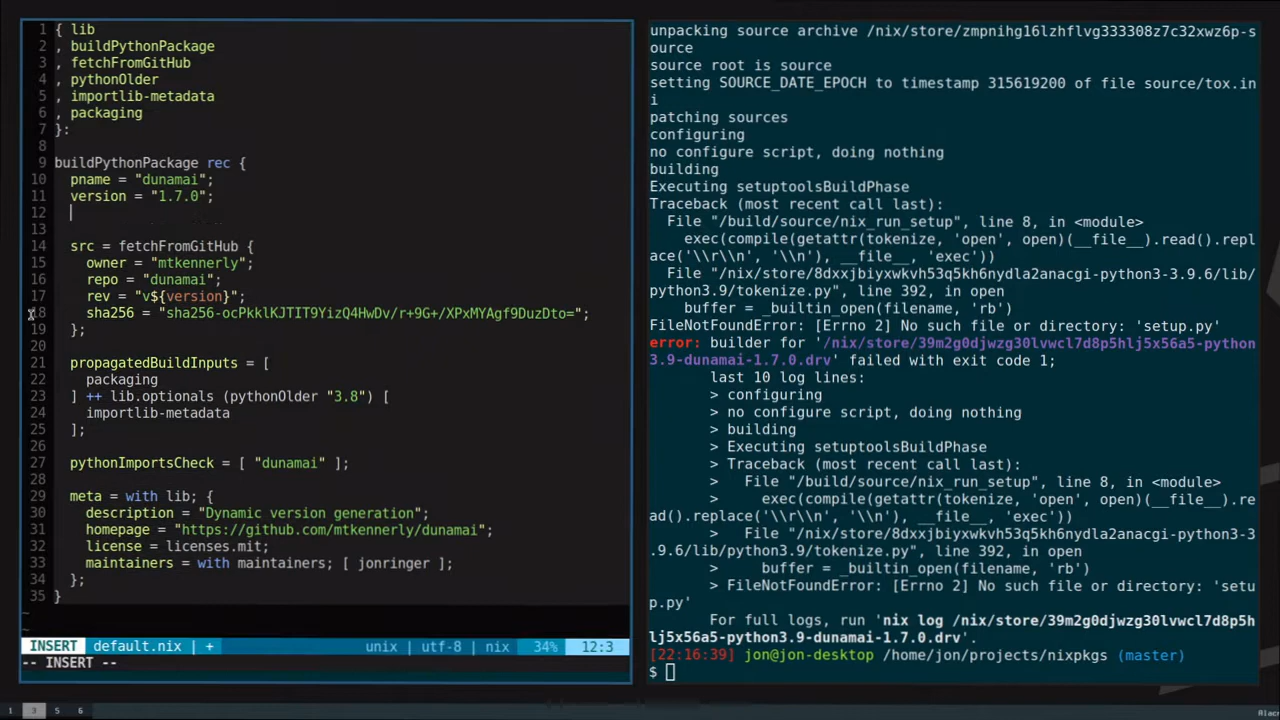 1 { lib
2 , buildPythonPackage
3 , fetchFromGitHub
4 , pythonOlder
5 , importlib-metadata
6 , packaging
7 }:
8
9 buildPythonPackage rec {
10 pname = "dunamai";
11 version = "1.7.0";
12
13
14 src = fetchFromGitHub {
15 owner = "mtkennerly";
16 repo = "dunamai";
17 rev = "v${version}";
18 sha256 = "sha256-ocPkklKJTIT9YizQ4HwDv/r+9G+/XPxMYAgf9DuzDto=";
19 };
20
21 propagatedBuildInputs = [
22 packaging
23 ] ++ lib.optionals (pythonOlder "3.8") [
24 importlib-metadata
25 ];
26
27 pythonImportsCheck = [ "dunamai" ];
28
29 meta = with lib; {
30 description = "Dynamic version generation";
31 homepage = "https://github.com/mtkennerly/dunamai";
32 license = licenses.mit;
33 maintainers = with maintainers; [ jonringer ];
34 };
35 }
~
~
INSERT default.nix | + unix | utf-8 | nix 34% 12:3
-- INSERT --
unpacking source archive /nix/store/zmpnihg16lzhflvg333308z7c32xwz6p-s
ource
source root is source
setting SOURCE_DATE_EPOCH to timestamp 315619200 of file source/tox.in
i
patching sources
configuring
no configure script, doing nothing
building
Executing setuptoolsBuildPhase
Traceback (most recent call last):
File "/build/source/nix_run_setup", line 8, in <module>
exec(compile(getattr(tokenize, 'open', open)(__file__).read().repl
ace('\\r\\n', '\\n'), __file__, 'exec'))
File "/nix/store/8dxxjbiyxwkvh53q5kh6nydla2anacgi-python3-3.9.6/lib/
python3.9/tokenize.py", line 392, in open
buffer = _builtin_open(filename, 'rb')
FileNotFoundError: [Errno 2] No such file or directory: 'setup.py'
error: builder for '/nix/store/39m2g0djwzg30lvwcl7d8p5hlj5x56a5-python
3.9-dunamai-1.7.0.drv' failed with exit code 1;
last 10 log lines:
> configuring
> no configure script, doing nothing
> building
> Executing setuptoolsBuildPhase
> Traceback (most recent call last):
> File "/build/source/nix_run_setup", line 8, in <module>
> exec(compile(getattr(tokenize, 'open', open)(__file__).re
ad().replace('\\r\\n', '\\n'), __file__, 'exec'))
> File "/nix/store/8dxxjbiyxwkvh53q5kh6nydla2anacgi-python3-3
.9.6/lib/python3.9/tokenize.py", line 392, in open
> buffer = _builtin_open(filename, 'rb')
> FileNotFoundError: [Errno 2] No such file or directory: 'setu
p.py'
For full logs, run 'nix log /nix/store/39m2g0djwzg30lvwcl7d8p5h
lj5x56a5-python3.9-dunamai-1.7.0.drv'.
[22:16:39] jon@jon-desktop /home/jon/projects/nixpkgs (master)
$
1 3 5 6